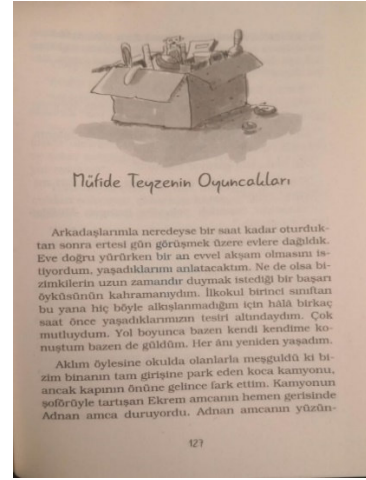 Müfide Teyzenin Oyuncakları
Arkadaşlarımla neredeyse bir saat kadar oturduk-
tan sonra ertesi gün görüşmek üzere evlere dağıldık.
Eve doğru yürürken bir an evvel akşam olmasını is-
tiyordum, yaşadıklarımı anlatacaktım. Ne de olsa bi-
zimkilerin uzun zamandır duymak istediği bir başarı
öyküsünün kahramanıydım. İlkokul birinci sınıftan
bu yana hiç böyle alkışlanmadığım için hâlâ birkaç
saat önce yaşadıklarımızın tesiri altındaydım. Çok
mutluydum. Yol boyunca bazen kendi kendime ko-
nuştum bazen de güldüm. Her ânı yeniden yaşadım.
Aklım öylesine okulda olanlarla meşguldü ki bi-
zim binanın tam girişine park eden koca kamyonu,
ancak kapının önüne gelince fark ettim. Kamyonun
şoförüyle tartışan Ekrem amcanın hemen gerisinde
Adnan amca duruyordu. Adnan amcanın yüzün-
127